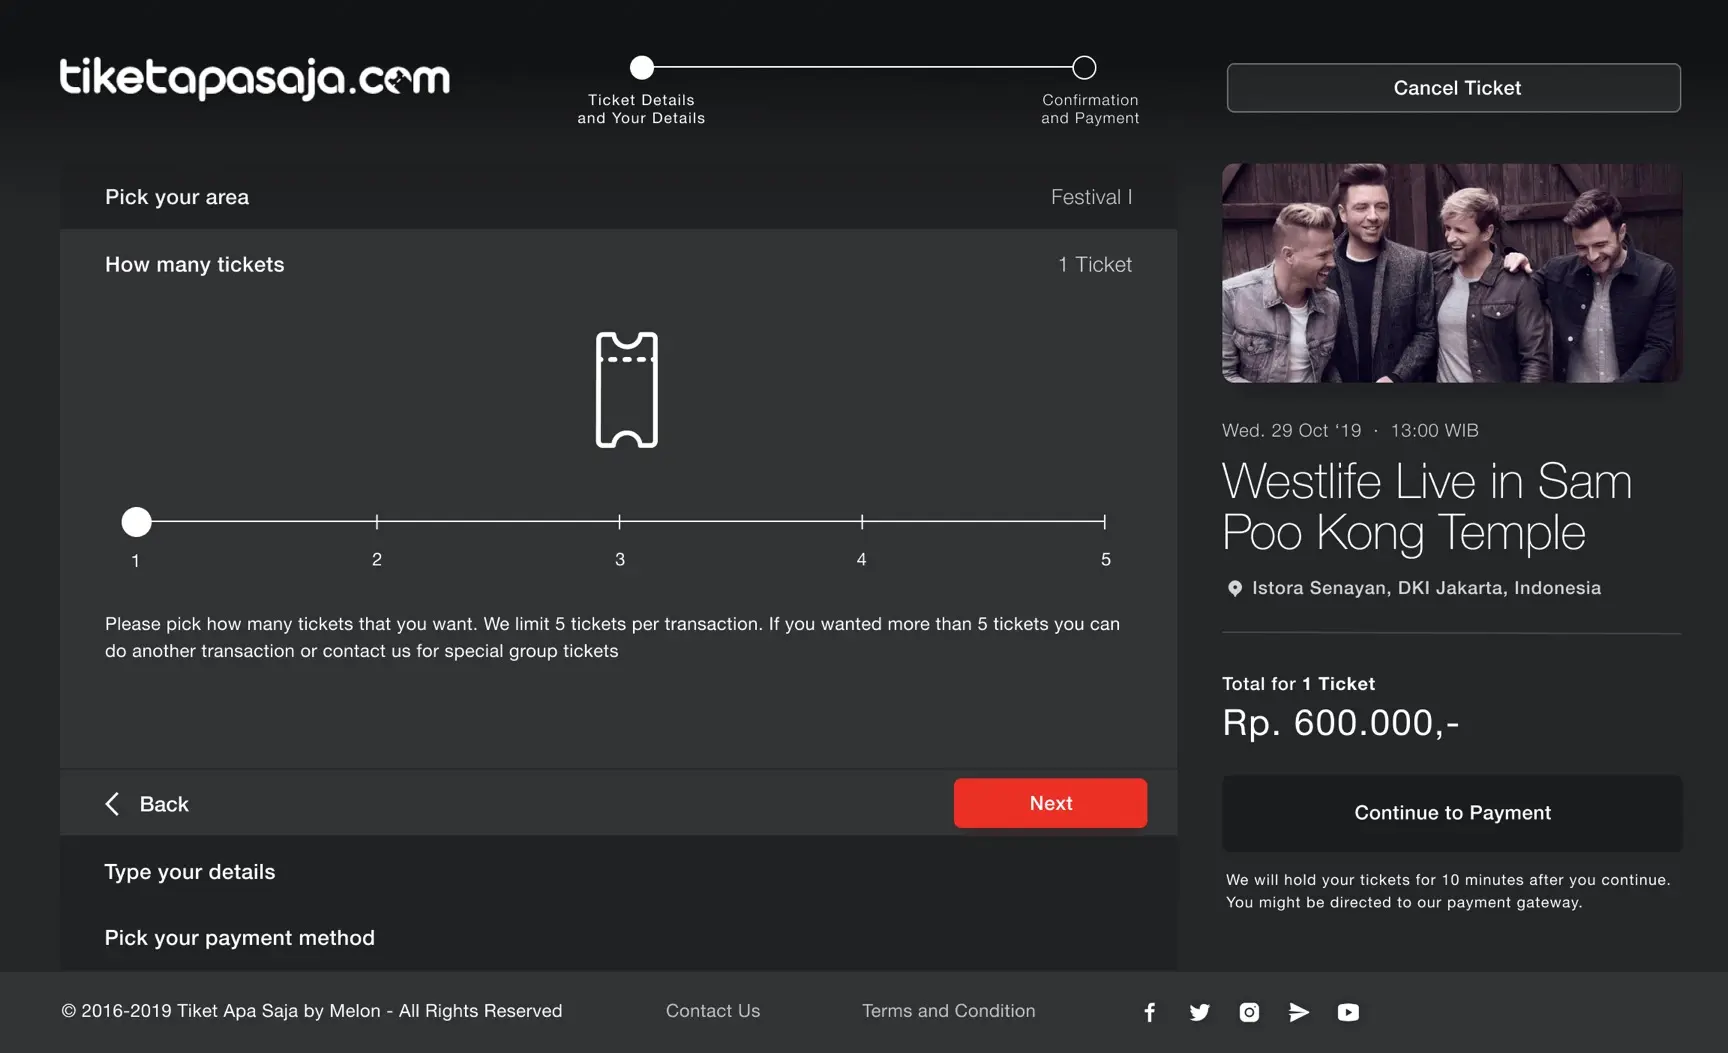 tiketapasaja.com
Ticket Details
and Your Details
Confirmation
and Payment
Cancel Ticket
Pick your area
Festival I
How many tickets
1 Ticket
1
2
3
4
5
Please pick how many tickets that you want. We limit 5 tickets per transaction. If you wanted more than 5 tickets you can
do another transaction or contact us for special group tickets
Back
Next
Type your details
Pick your payment method
Wed. 29 Oct ‘19 · 13:00 WIB
Westlife Live in Sam
Poo Kong Temple
Istora Senayan, DKI Jakarta, Indonesia
Total for 1 Ticket
Rp. 600.000,-
Continue to Payment
We will hold your tickets for 10 minutes after you continue.
You might be directed to our payment gateway.
© 2016-2019 Tiket Apa Saja by Melon - All Rights Reserved
Contact Us
Terms and Condition